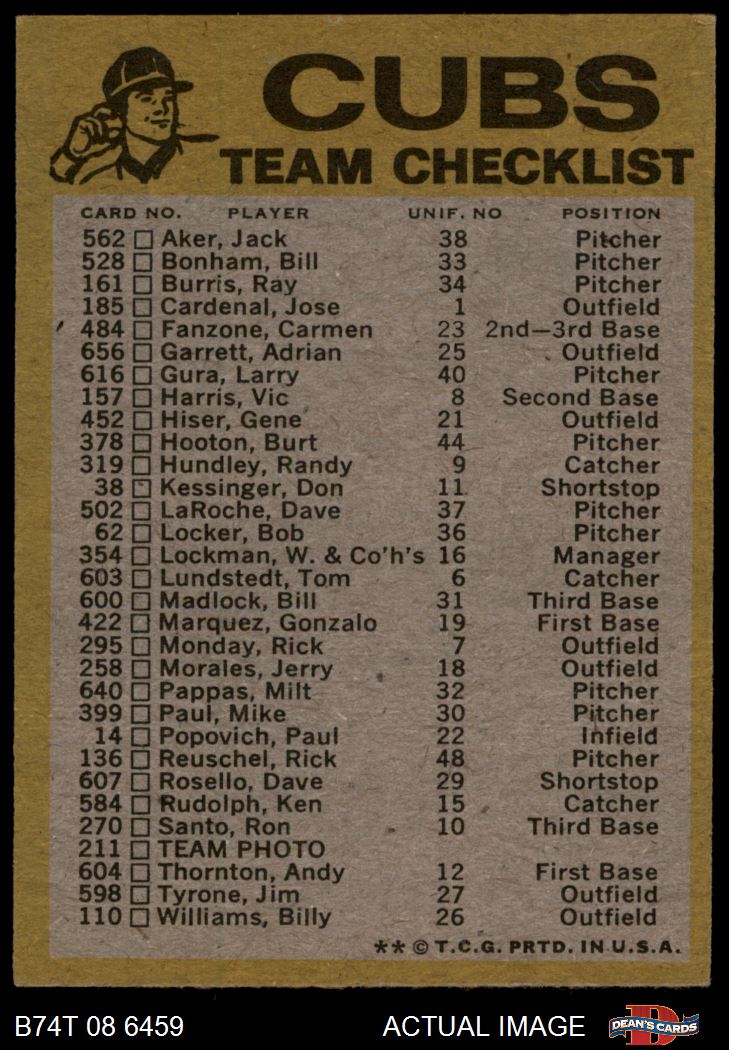 CUBS
TEAM CHECKLIST
CARD NO. PLAYER UNIF. NO POSITION
562 Aker, Jack 38 Pitcher
528 Bonham, Bill 33 Pitcher
161 Burris, Ray 34 Pitcher
185 Cardenal, Jose 1 Outfield
484 Fanzone, Carmen 23 2nd—3rd Base
656 Garrett, Adrian 25 Outfield
616 Gura, Larry 40 Pitcher
157 Harris, Vic 8 Second Base
452 Hiser, Gene 21 Outfield
378 Hooton, Burt 44 Pitcher
319 Hundley, Randy 9 Catcher
38 Kessinger, Don 11 Shortstop
502 LaRoche, Dave 37 Pitcher
62 Locker, Bob 36 Pitcher
354 Lockman, W. & Co'h's 16 Manager
603 Lundstedt, Tom 6 Catcher
600 Madlock, Bill 31 Third Base
422 Marquez, Gonzalo 19 First Base
295 Monday, Rick 7 Outfield
258 Morales, Jerry 18 Outfield
640 Pappas, Milt 32 Pitcher
399 Paul, Mike 30 Pitcher
14 Popovich, Paul 22 Infield
136 Reuschel, Rick 48 Pitcher
607 Rosello, Dave 29 Shortstop
584 Rudolph, Ken 15 Catcher
270 Santo, Ron 10 Third Base
211 TEAM PHOTO
604 Thornton, Andy 12 First Base
598 Tyrone, Jim 27 Outfield
110 Williams, Billy 26 Outfield
** © T.C.G. PRTD. IN U.S.A.
B74T 08 6459 ACTUAL IMAGE D DEAN'S CARDS